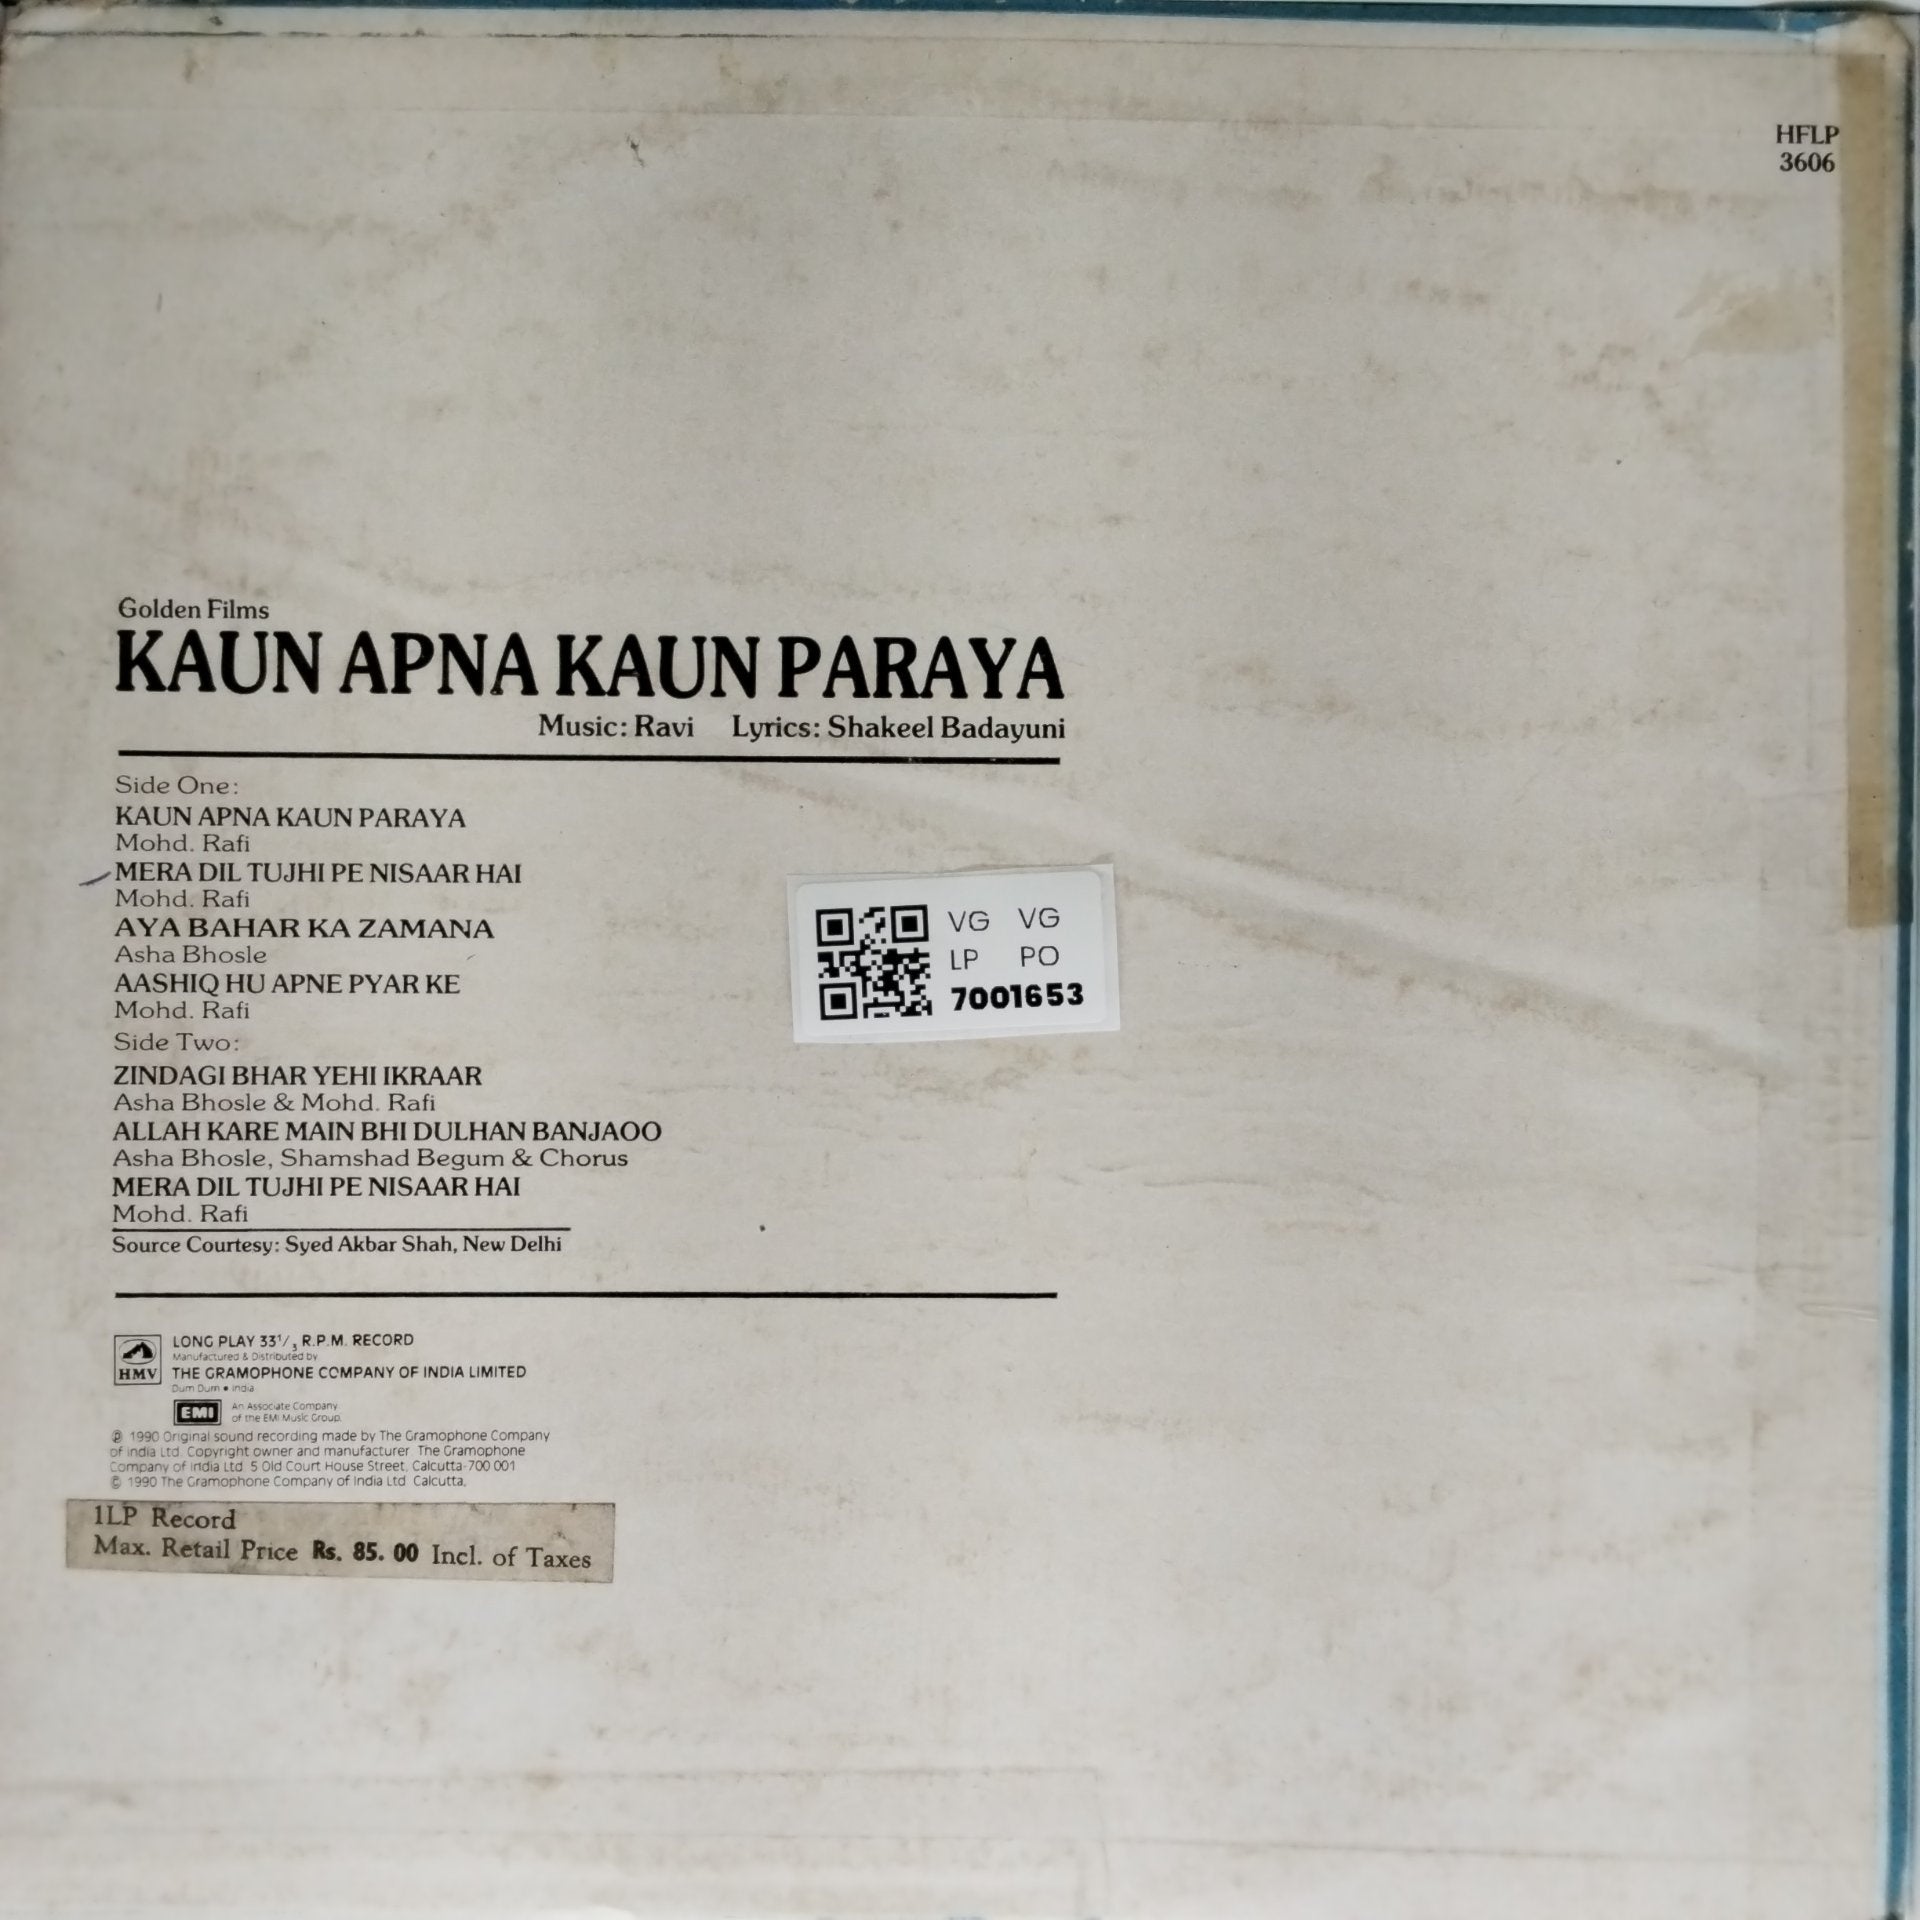 HFLP
3606
Golden Films
KAUN APNA KAUN PARAYA
Music: Ravi Lyrics: Shakeel Badayuni
Side One:
KAUN APNA KAUN PARAYA
Mohd. Rafi
MERA DIL TUJHI PE NISAAR HAI
Mohd. Rafi
AYA BAHAR KA ZAMANA
Asha Bhosle
AASHIQ HU APNE PYAR KE
Mohd. Rafi
Side Two:
ZINDAGI BHAR YEHI IKRAAR
Asha Bhosle & Mohd. Rafi
ALLAH KARE MAIN BHI DULHAN BANJAOO
Asha Bhosle, Shamshad Begum & Chorus
MERA DIL TUJHI PE NISAAR HAI
Mohd. Rafi
Source Courtesy: Syed Akbar Shah, New Delhi
VG VG
LP PO
7001653
HMV
LONG PLAY 33 1/3 R.P.M. RECORD
Manufactured & Distributed by
THE GRAMOPHONE COMPANY OF INDIA LIMITED
Dum Dum • India
EMI
An Associate Company
of the EMI Music Group.
℗ 1990 Original sound recording made by The Gramophone Company
of India Ltd. Copyright owner and manufacturer. The Gramophone
Company of India Ltd. 5 Old Court House Street, Calcutta-700 001
© 1990 The Gramophone Company of India Ltd. Calcutta.
1LP Record
Max. Retail Price Rs. 85. 00 Incl. of Taxes